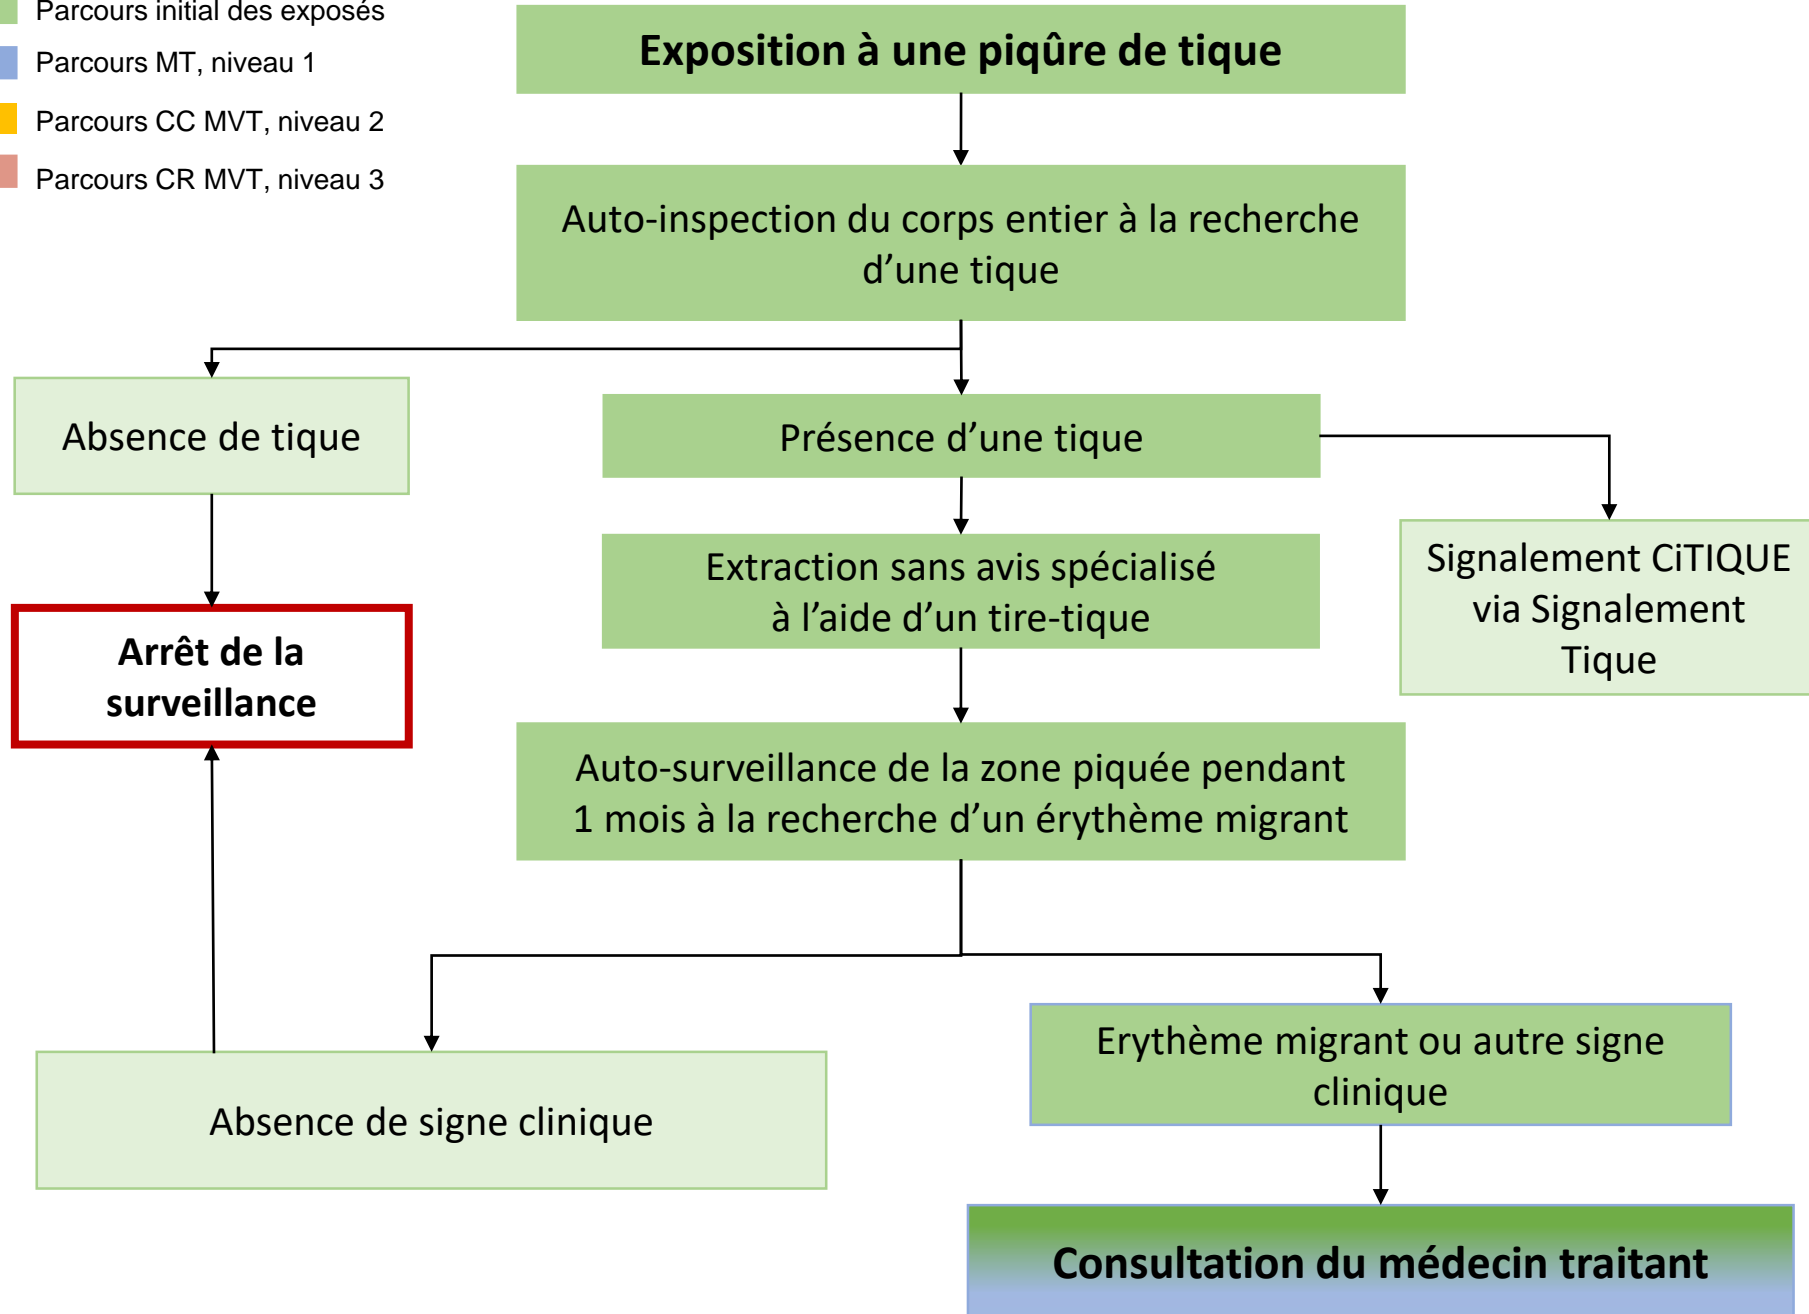 Parcours initial des exposés
Parcours MT, niveau 1
Parcours CC MVT, niveau 2
Parcours CR MVT, niveau 3
Exposition à une piqûre de tique
Auto-inspection du corps entier à la recherche
d’une tique
Absence de tique
Présence d’une tique
Extraction sans avis spécialisé
à l’aide d’un tire-tique
Signalement CiTIQUE
via Signalement
Tique
Arrêt de la
surveillance
Auto-surveillance de la zone piquée pendant
1 mois à la recherche d’un érythème migrant
Absence de signe clinique
Erythème migrant ou autre signe
clinique
Consultation du médecin traitant